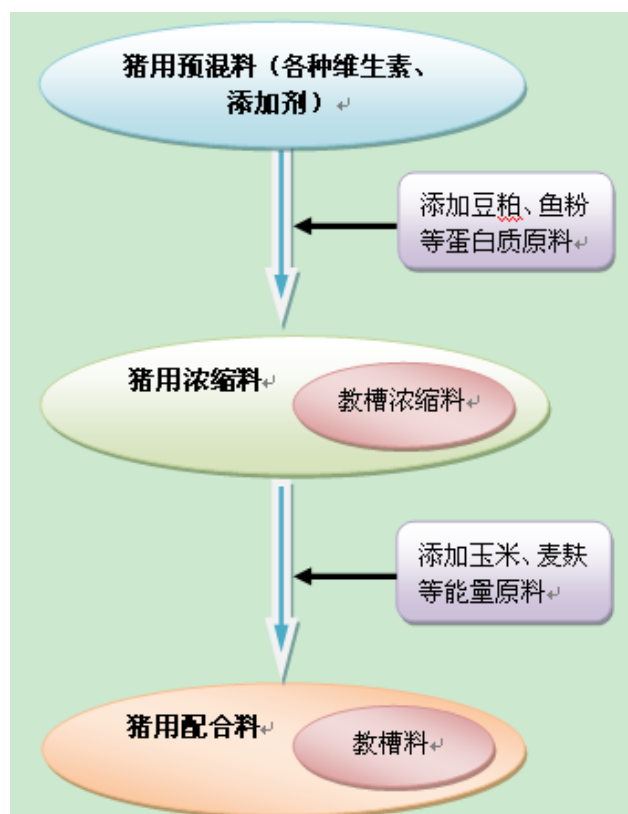 猪用预混料（各种维生素、
添加剂）↵
添加豆粕、鱼粉
等蛋白质原料↵
猪用浓缩料↵
教槽浓缩料↵
添加玉米、麦麸
等能量原料↵
猪用配合料↵
教槽料↵